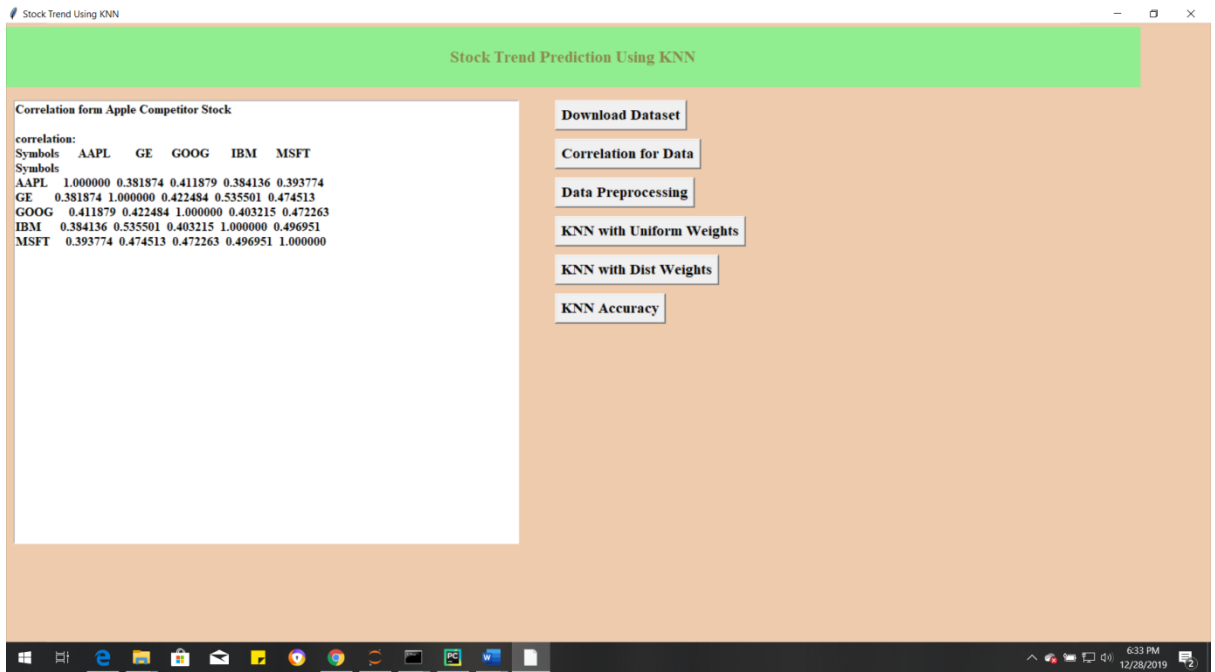 Stock Trend Using KNN
Stock Trend Prediction Using KNN
Correlation form Apple Competitor Stock
correlation:
Symbols AAPL GE GOOG IBM MSFT
Symbols
AAPL 1.000000 0.381874 0.411879 0.384136 0.393774
GE 0.381874 1.000000 0.422484 0.535501 0.474513
GOOG 0.411879 0.422484 1.000000 0.403215 0.472263
IBM 0.384136 0.535501 0.403215 1.000000 0.496951
MSFT 0.393774 0.474513 0.472263 0.496951 1.000000
Download Dataset
Correlation for Data
Data Preprocessing
KNN with Uniform Weights
KNN with Dist Weights
KNN Accuracy
PC
W
6:33 PM
12/28/2019
2